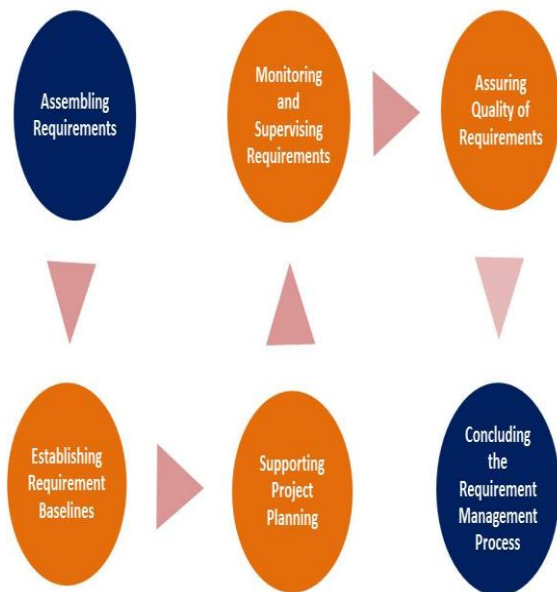 Assembling
Requirements
Establishing
Requirement
Baselines
Supporting
Project
Planning
Monitoring
and
Supervising
Requirements
Assuring
Quality of
Requirements
Concluding
the
Requirement
Management
Process